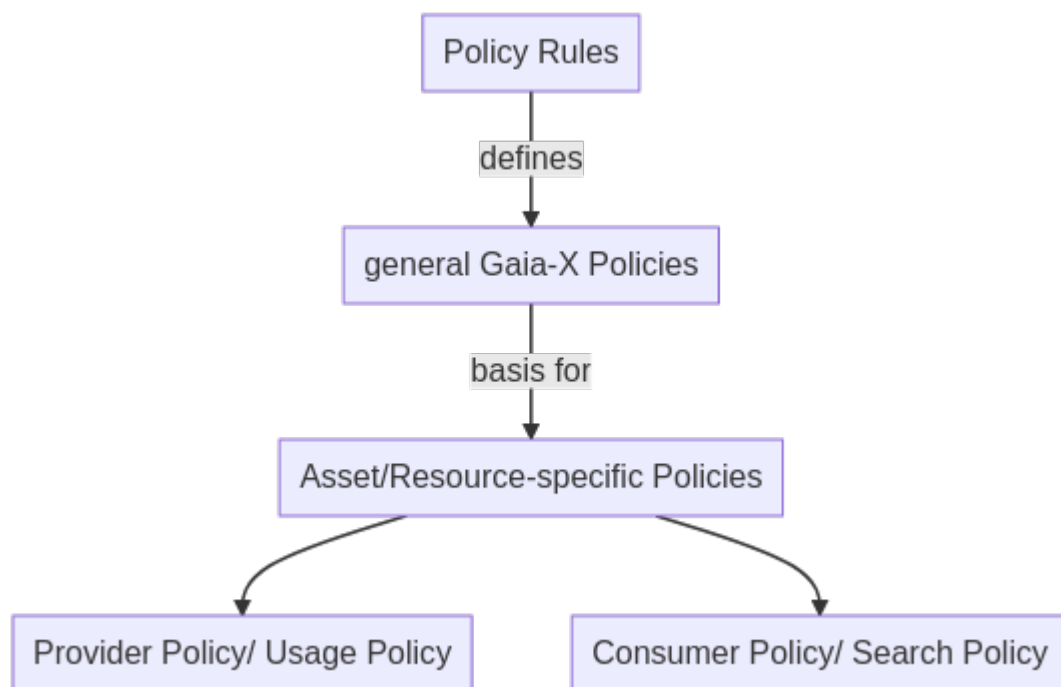 Policy Rules
defines
general Gaia-X Policies
basis for
Asset/Resource-specific Policies
Provider Policy/ Usage Policy
Consumer Policy/ Search Policy